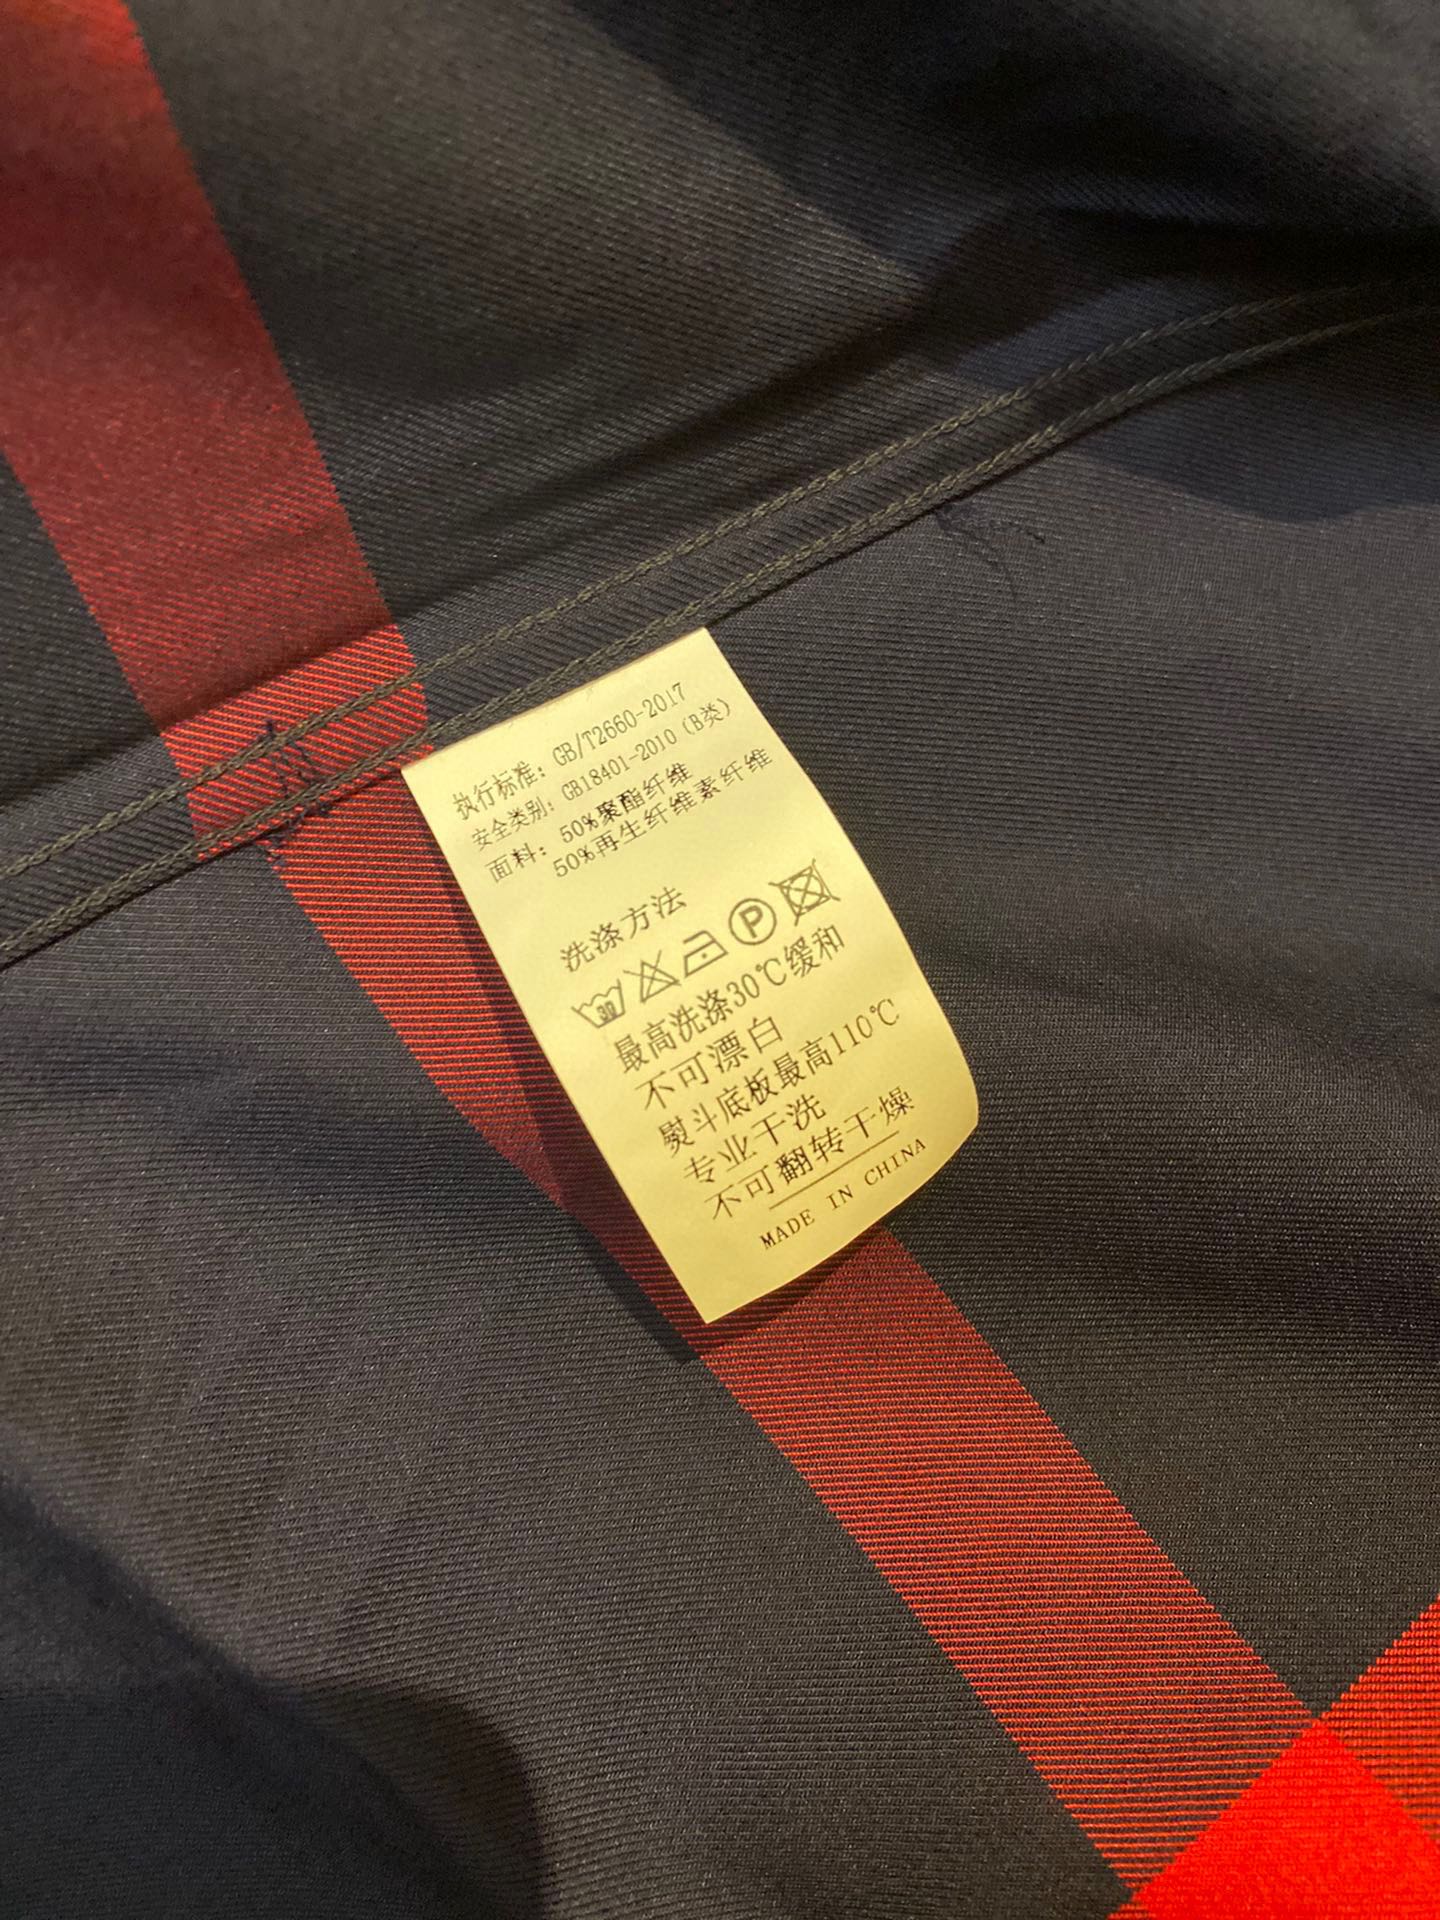 执行标准: GB/T2660-2017
安全类别: GB18401-2010 (B类)
面料: 50%聚酯纤维
50%再生纤维素纤维
洗涤方法
30 P
最高洗涤30℃缓和
不可漂白
熨斗底板最高110℃
专业干洗
不可翻转干燥
MADE IN CHINA